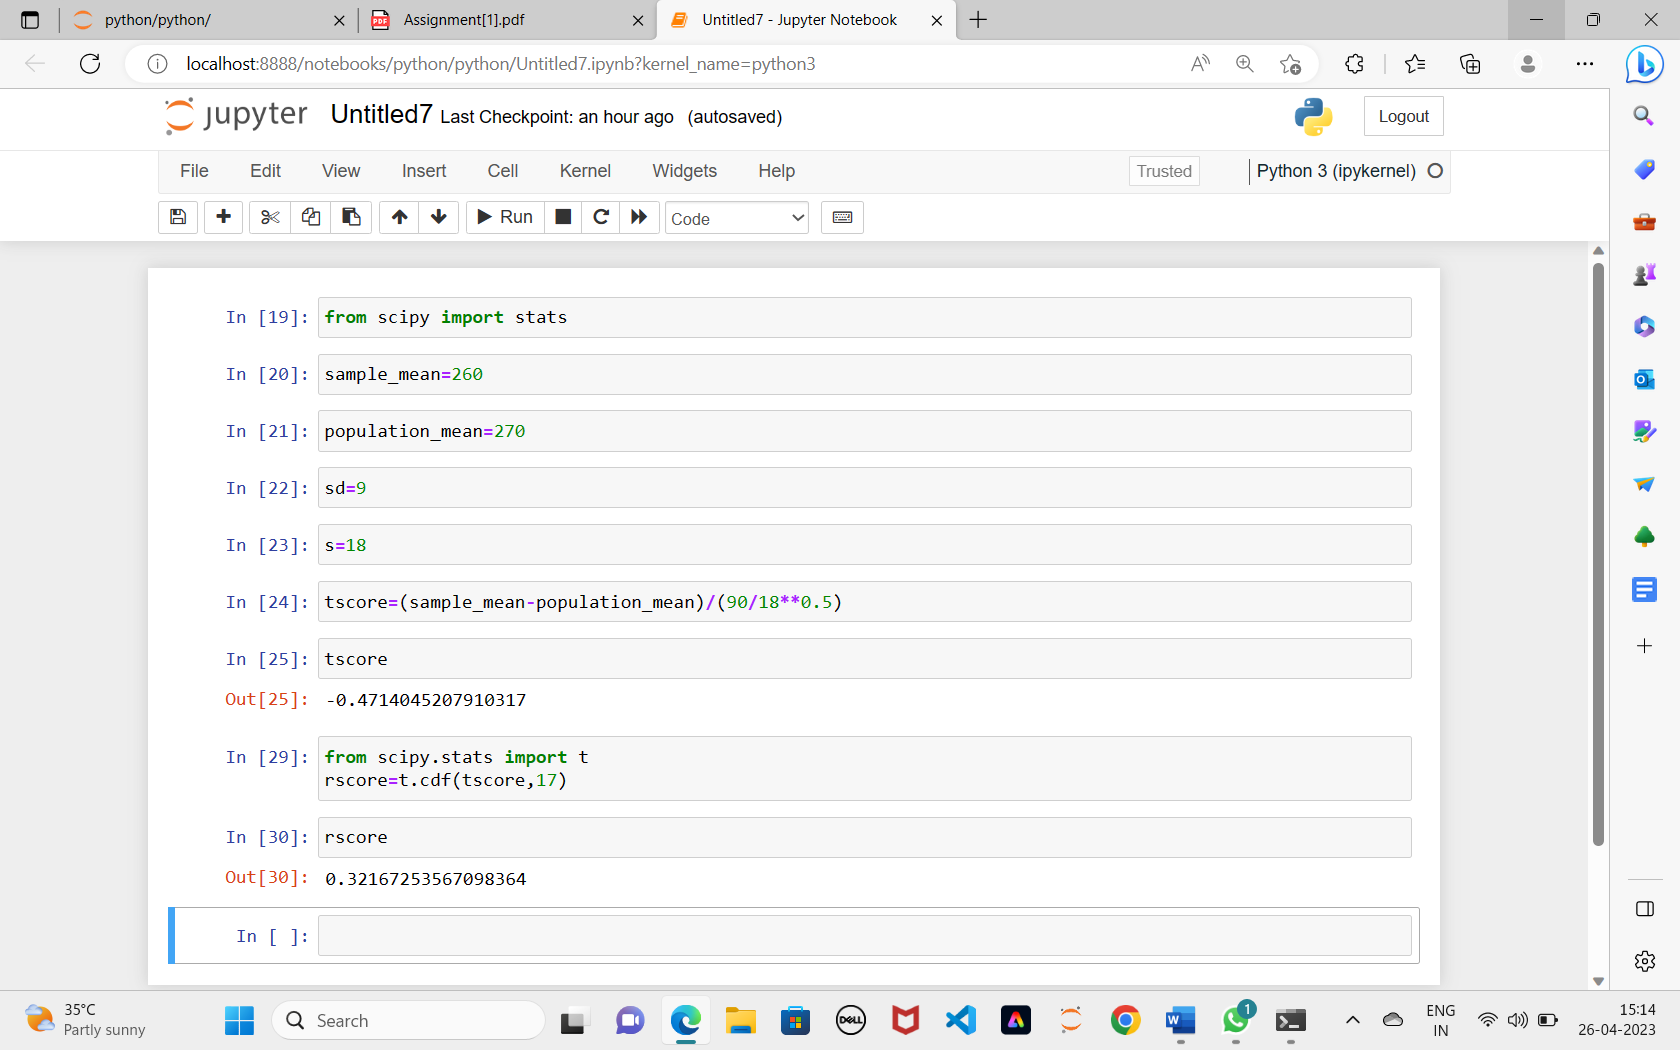 python/python/
Assignment[1].pdf
Untitled7 - Jupyter Notebook
localhost:8888/notebooks/python/python/Untitled7.ipynb?kernel_name=python3
jupyter Untitled7 Last Checkpoint: an hour ago (autosaved)
Logout
File Edit View Insert Cell Kernel Widgets Help
Trusted
Python 3 (ipykernel)
Run
Code
In [19]: from scipy import stats
In [20]: sample_mean=260
In [21]: population_mean=270
In [22]: sd=9
In [23]: s=18
In [24]: tscore=(sample_mean-population_mean)/(90/18**0.5)
In [25]: tscore
Out[25]: -0.4714045207910317
In [29]: from scipy.stats import t
rscore=t.cdf(tscore,17)
In [30]: rscore
Out[30]: 0.32167253567098364
In [ ]:
35°C
Partly sunny
Search
DELL
1
ENG
IN
15:14
26-04-2023